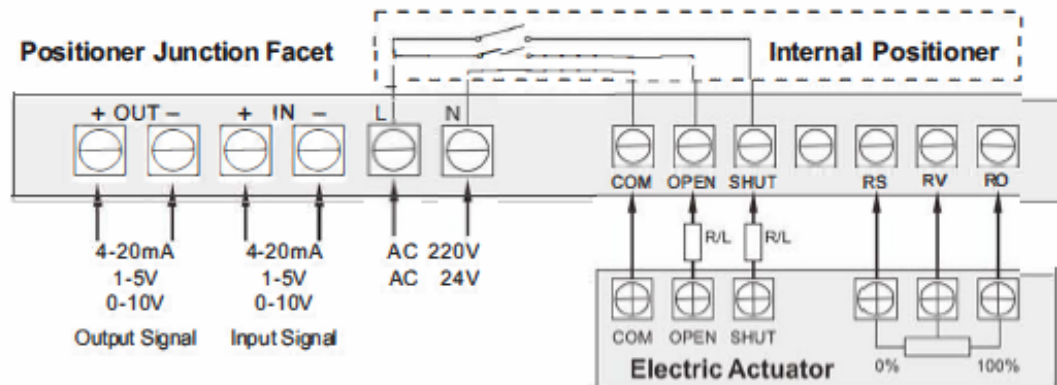 Positioner Junction Facet
Internal Positioner
+ OUT − + IN − L N
COM OPEN SHUT RS RV RO
R/L R/L
4-20mA 4-20mA AC 220V
1-5V 1-5V AC 24V
0-10V 0-10V
Output Signal Input Signal
COM OPEN SHUT
0% 100%
Electric Actuator